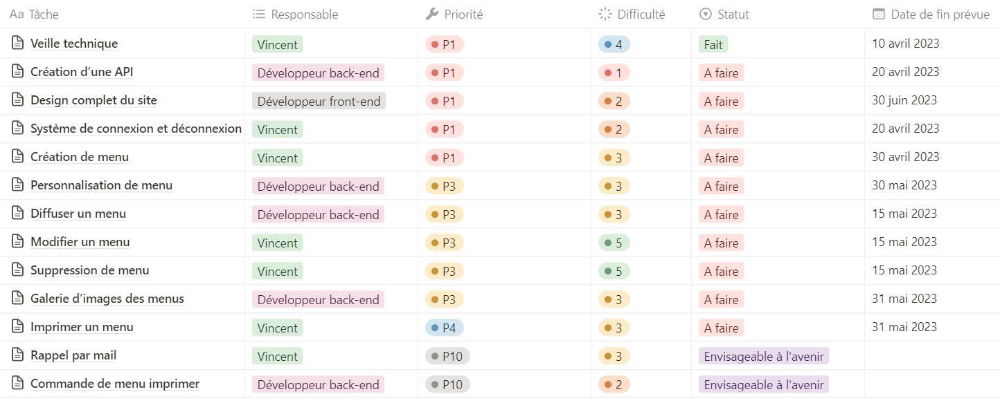 Aa Tâche Responsable Priorité Difficulté Statut Date de fin prévue
Veille technique Vincent P1 4 Fait 10 avril 2023
Création d’une API Développeur back-end P1 1 A faire 20 avril 2023
Design complet du site Développeur front-end P1 2 A faire 30 juin 2023
Système de connexion et déconnexion Vincent P1 2 A faire 20 avril 2023
Création de menu Vincent P1 3 A faire 30 avril 2023
Personnalisation de menu Développeur back-end P3 3 A faire 30 mai 2023
Diffuser un menu Développeur back-end P3 3 A faire 15 mai 2023
Modifier un menu Vincent P3 5 A faire 15 mai 2023
Suppression de menu Vincent P3 5 A faire 15 mai 2023
Galerie d’images des menus Développeur back-end P3 3 A faire 31 mai 2023
Imprimer un menu Vincent P4 3 A faire 31 mai 2023
Rappel par mail Vincent P10 3 Envisageable à l'avenir
Commande de menu imprimer Développeur back-end P10 2 Envisageable à l'avenir